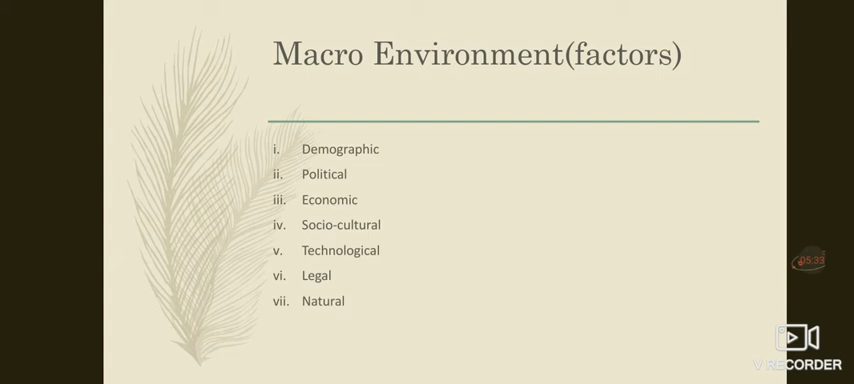 Macro Environment(factors)
i. Demographic
ii. Political
iii. Economic
iv. Socio-cultural
v. Technological
vi. Legal
vii. Natural
05:33
V RECORDER